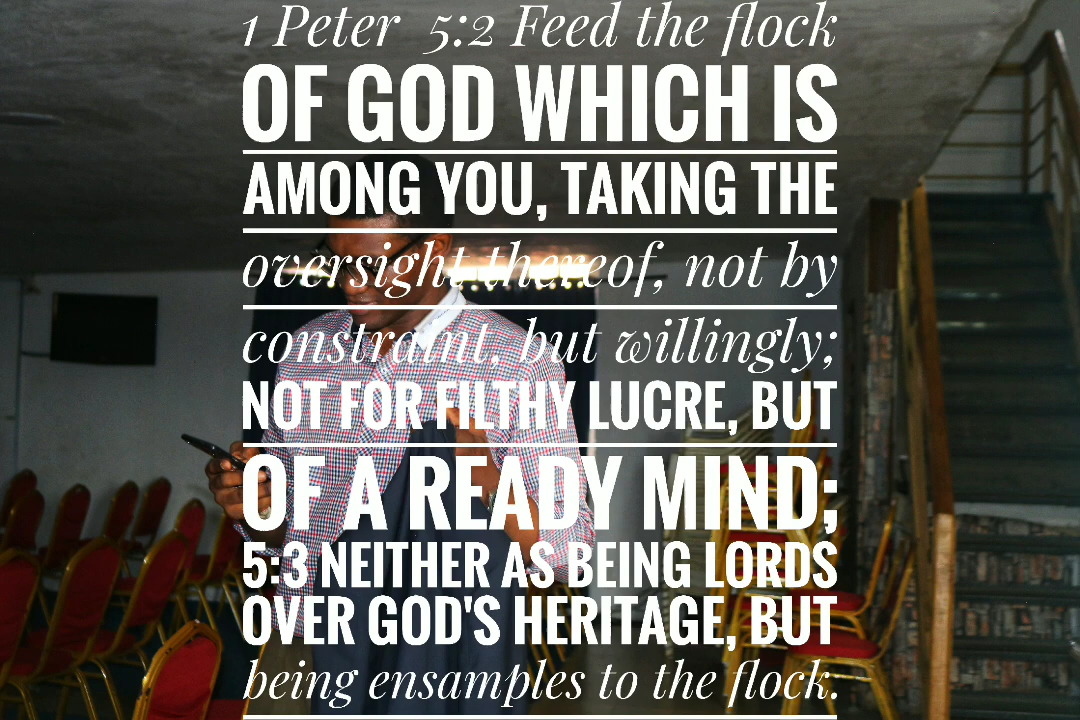 1 Peter 5:2 Feed the flock
OF GOD WHICH IS
AMONG YOU, TAKING THE
oversight thereof, not by
constraint, but willingly;
NOT FOR FILTHY LUCRE, BUT
OF A READY MIND;
5:3 NEITHER AS BEING LORDS
OVER GOD'S HERITAGE, BUT
being ensamples to the flock.